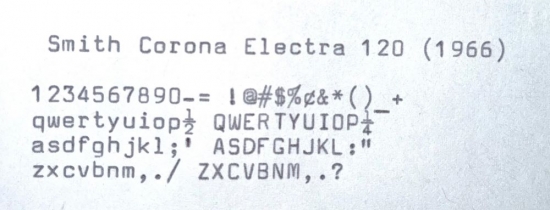 Smith Corona Electra 120 (1966)
1234567890-= !@#$%¢&*()_+
qwertyuiop½ QWERTYUIOP¼
asdfghjkl;' ASDFGHJKL:"
zxcvbnm,./ ZXCVBNM,.?